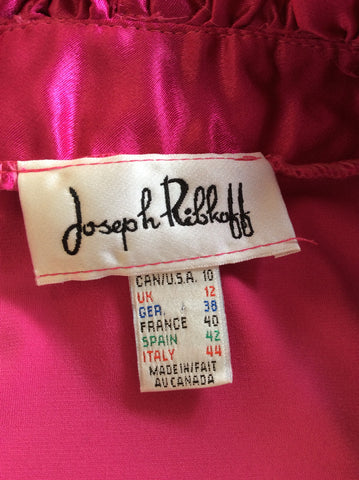 Joseph Ribkoff
CAN/U.S.A. 10
UK 12
GER. 38
FRANCE 40
SPAIN 42
ITALY 44
MADE IN/FAIT
AU CANADA